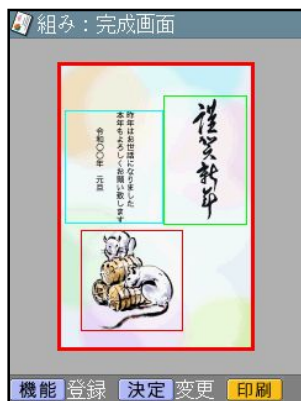 組み：完成画面
謹賀新年
昨年はお世話になりました
本年もよろしくお願い致します
令和〇〇年　元旦
機能 登録 決定 変更 印刷